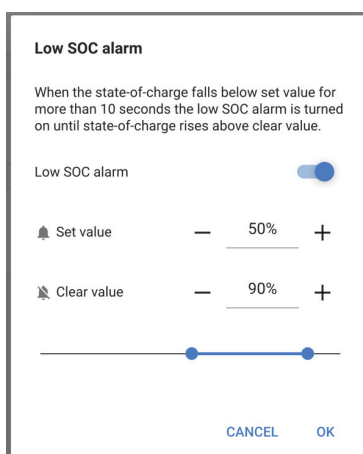 Low SOC alarm
When the state-of-charge falls below set value for
more than 10 seconds the low SOC alarm is turned
on until state-of-charge rises above clear value.
Low SOC alarm
Set value — 50% +
Clear value — 90% +
CANCEL OK